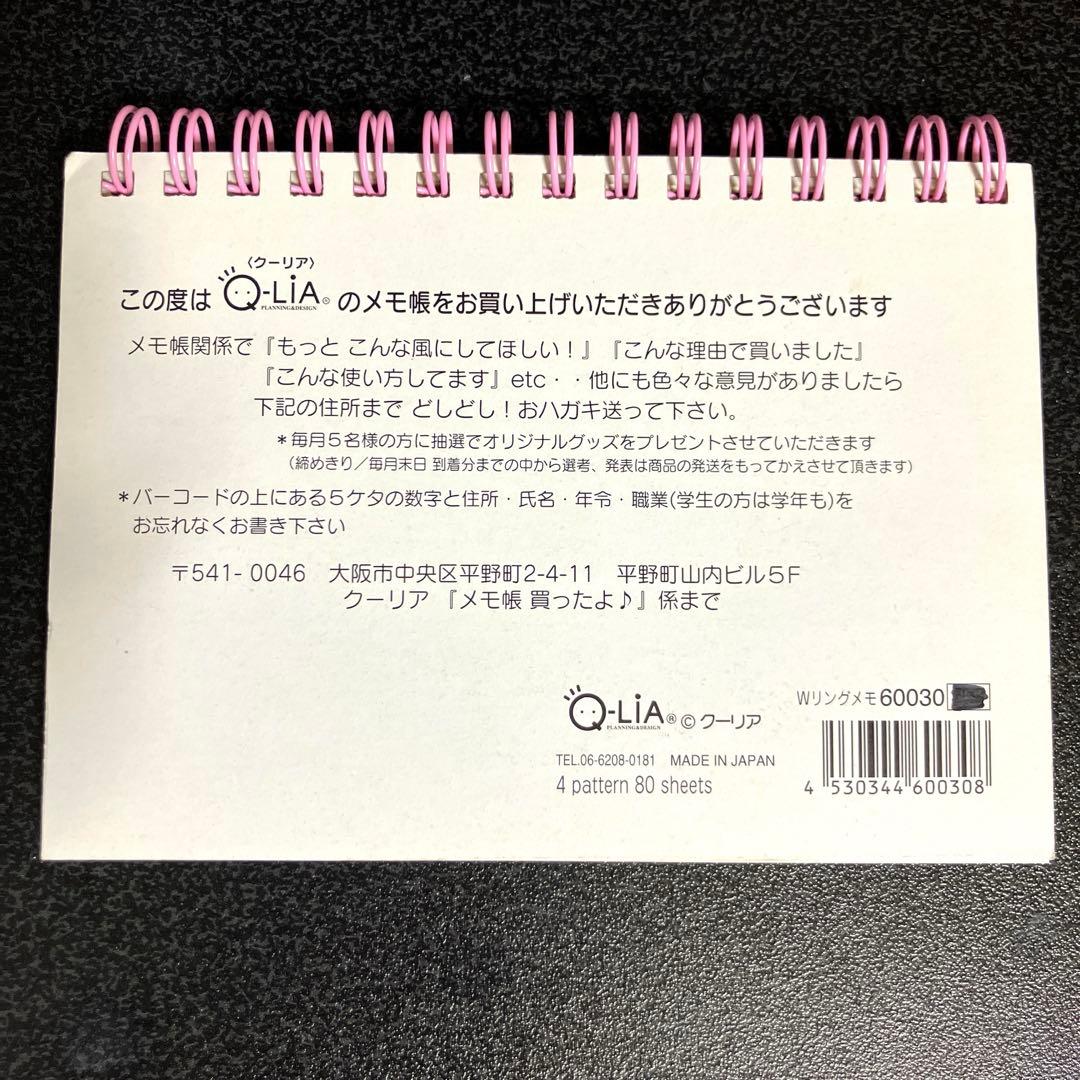 〈クーリア〉
この度は Q-LiA® のメモ帳をお買い上げいただきありがとうございます
PLANNING&DESIGN
メモ帳関係で『もっと こんな風にしてほしい！』『こんな理由で買いました』
『こんな使い方してます』etc・・他にも色々な意見がありましたら
下記の住所まで どしどし！おハガキ送って下さい。
＊毎月５名様の方に抽選でオリジナルグッズをプレゼントさせていただきます
（締めきり／毎月末日 到着分までの中から選考、発表は商品の発送をもってかえさせて頂きます）
＊バーコードの上にある５ケタの数字と住所・氏名・年令・職業(学生の方は学年も)を
お忘れなくお書き下さい
〒541-0046 大阪市中央区平野町2-4-11 平野町山内ビル５F
クーリア 『メモ帳 買ったよ♪』係まで
Q-LiA® © クーリア
PLANNING&DESIGN
Wリングメモ60030
TEL.06-6208-0181 MADE IN JAPAN
4 pattern 80 sheets
4 530344 600308